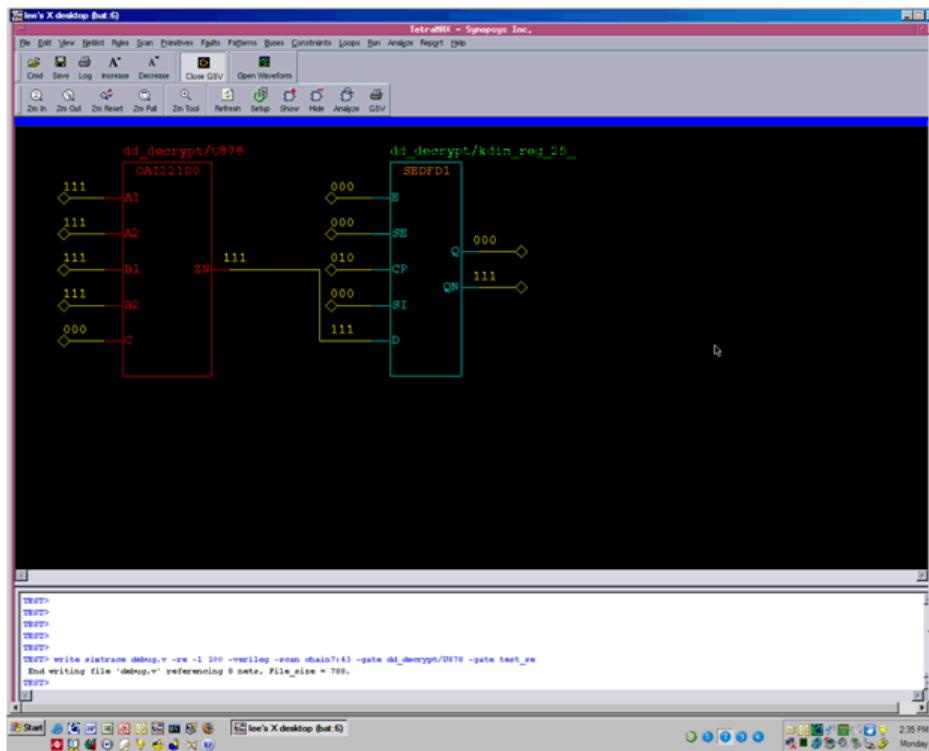 lee's X desktop (bat:6)
TetraMAX - Synopsys Inc.
File Edit View Netlist Rules Scan Primitives Faults Patterns Buses Constraints Loops Run Analyze Report Help
Cmd Save Log Increase Decrease Close GSV Open Waveform
Zm In Zm Out Zm Reset Zm Full Zm Tool Refresh Setup Show Hide Analyze GSV
dd_decrypt/U878 dd_decrypt/kdin_reg_25_
OAI221D0 SEDFD1
111 A1 000 E
111 A2 000 SE
000 Q
111 B1 ZN 111 010 CP
111 QN
111 B2 000 SI
000 C 111 D
TEST>
TEST>
TEST>
TEST>
TEST>
TEST> write simtrace debug.v -re -l 100 -verilog -scan chain7:43 -gate dd_decrypt/U878 -gate test_se
End writing file 'debug.v' referencing 8 nets, File_size = 788.
TEST>
Start lee's X desktop (bat:6) 2:35 PM
Monday